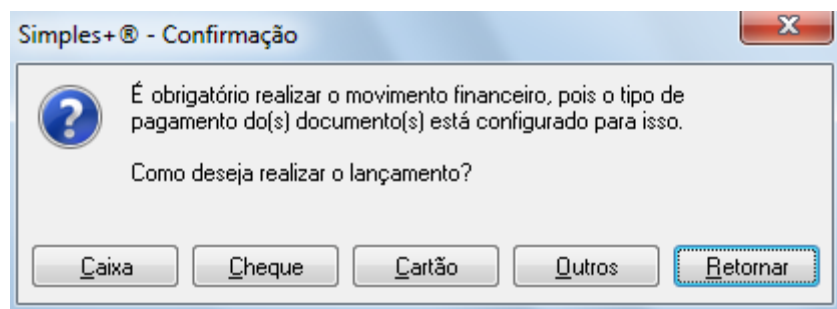 Simples+® - Confirmação
É obrigatório realizar o movimento financeiro, pois o tipo de
pagamento do(s) documento(s) está configurado para isso.
Como deseja realizar o lançamento?
Caixa
Cheque
Cartão
Outros
Retornar